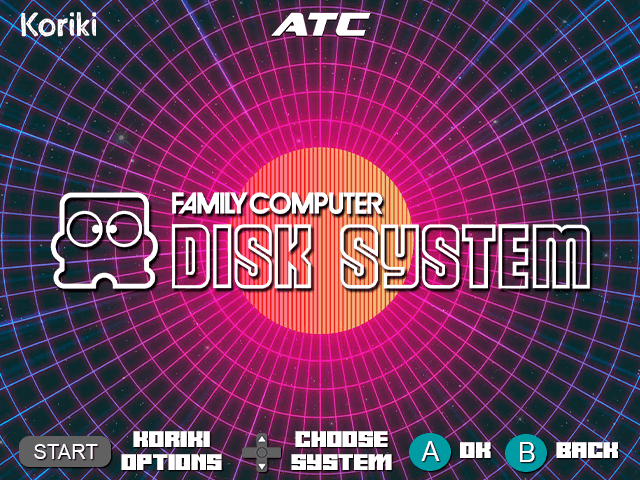 Koriki
ATC
FAMILY COMPUTER
DISK SYSTEM
START
KORIKI
OPTIONS
CHOOSE
SYSTEM
A
OK
B
BACK